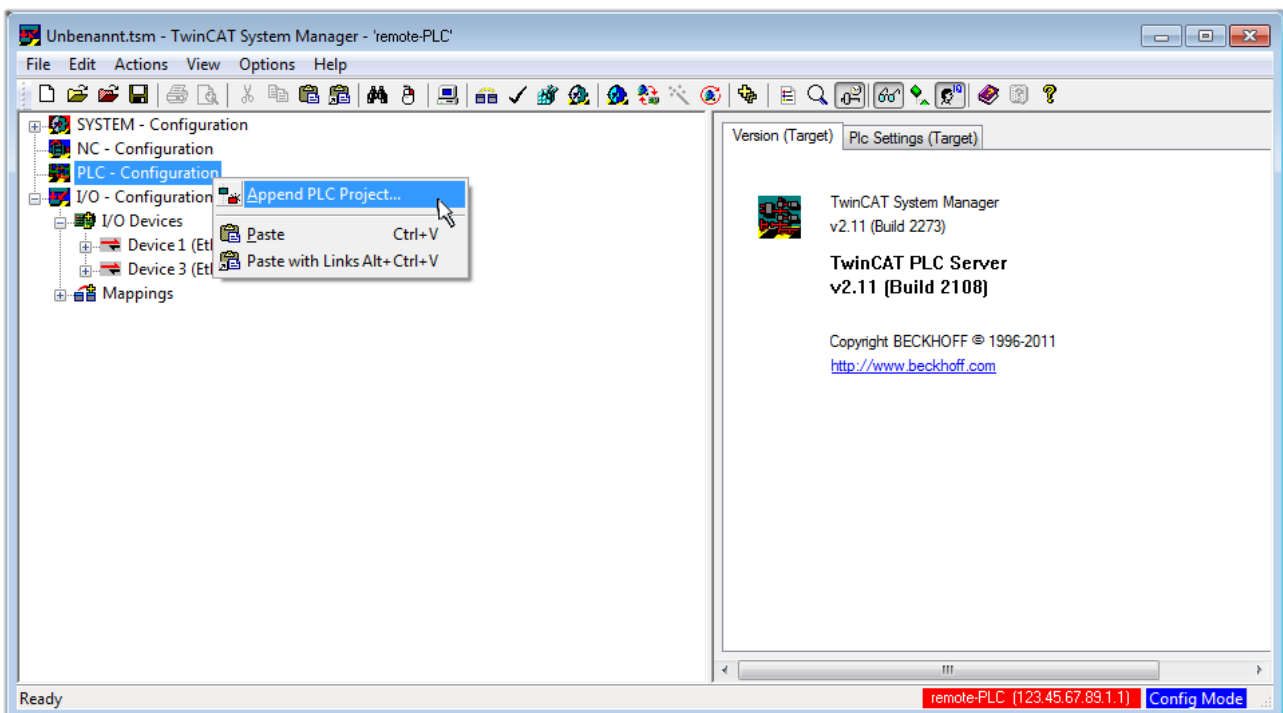 Unbenannt.tsm - TwinCAT System Manager - 'remote-PLC'
File Edit Actions View Options Help
SYSTEM - Configuration
NC - Configuration
PLC - Configuration
I/O - Configuration
I/O Devices
Device 1 (Et
Device 3 (Et
Mappings
Append PLC Project...
Paste Ctrl+V
Paste with Links Alt+Ctrl+V
Version (Target) Plc Settings (Target)
TwinCAT System Manager
v2.11 (Build 2273)
TwinCAT PLC Server
v2.11 (Build 2108)
Copyright BECKHOFF © 1996-2011
http://www.beckhoff.com
Ready
remote-PLC (123.45.67.89.1.1) Config Mode